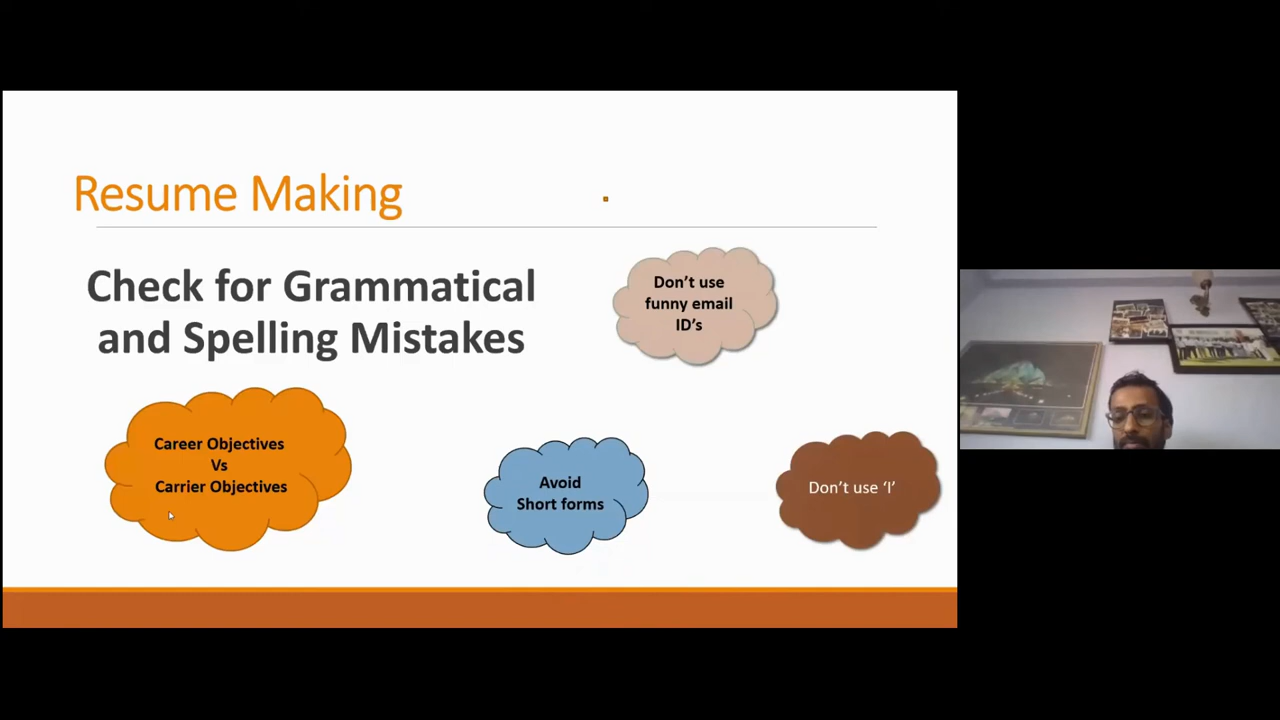 Resume Making
Check for Grammatical
and Spelling Mistakes
Don’t use
funny email
ID’s
Career Objectives
Vs
Carrier Objectives
Avoid
Short forms
Don’t use ‘I’